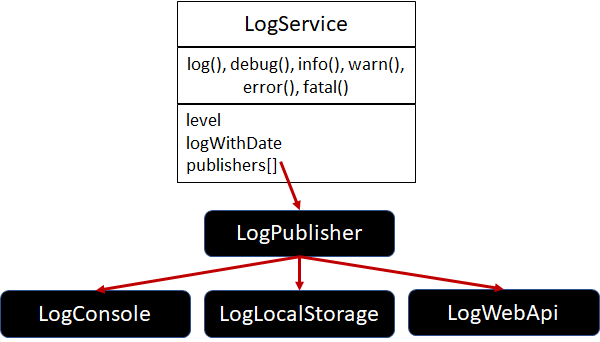 LogService
log(), debug(), info(), warn(),
error(), fatal()
level
logWithDate
publishers[]
LogPublisher
LogConsole
LogLocalStorage
LogWebApi